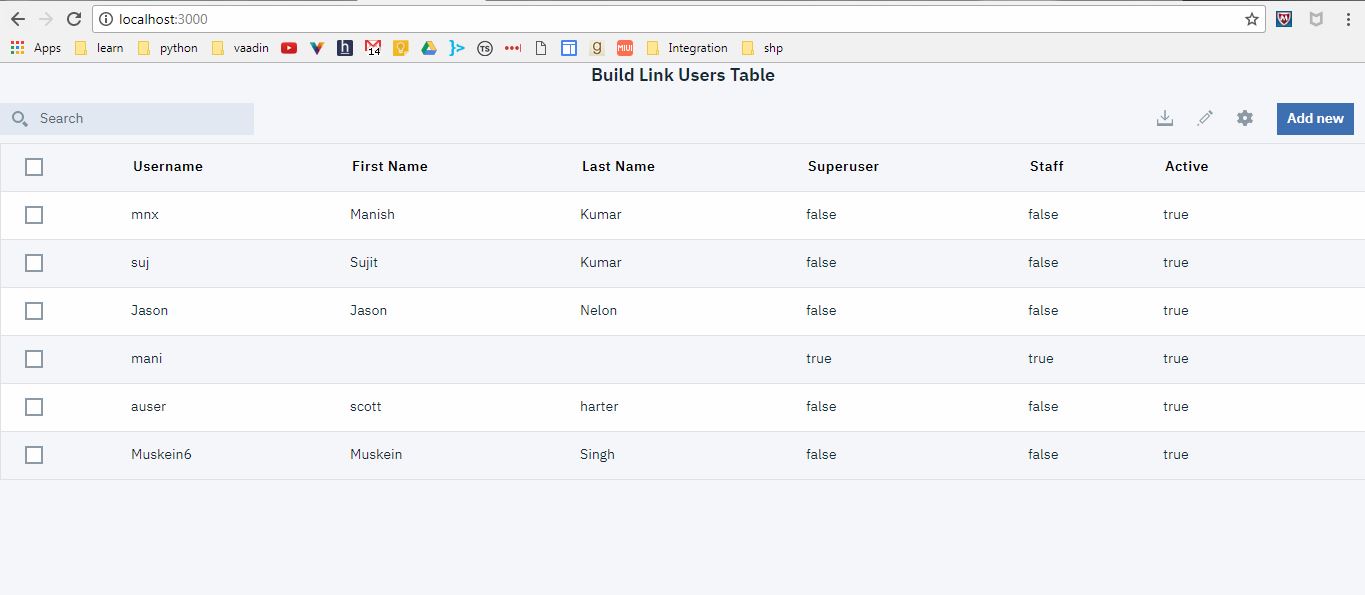 localhost:3000
Apps learn python vaadin h 14 TS g MIUI Integration shp
Build Link Users Table
Search Add new
Username First Name Last Name Superuser Staff Active
mnx Manish Kumar false false true
suj Sujit Kumar false false true
Jason Jason Nelon false false true
mani true true true
auser scott harter false false true
Muskein6 Muskein Singh false false true